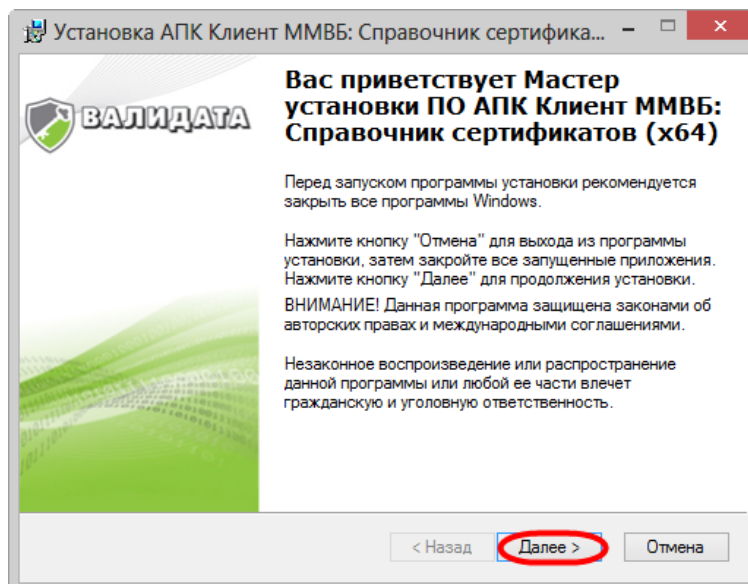 Установка АПК Клиент ММВБ: Справочник сертифика...
ВАЛИДАТА
Вас приветствует Мастер
установки ПО АПК Клиент ММВБ:
Справочник сертификатов (x64)
Перед запуском программы установки рекомендуется
закрыть все программы Windows.
Нажмите кнопку "Отмена" для выхода из программы
установки, затем закройте все запущенные приложения.
Нажмите кнопку "Далее" для продолжения установки.
ВНИМАНИЕ! Данная программа защищена законами об
авторских правах и международными соглашениями.
Незаконное воспроизведение или распространение
данной программы или любой ее части влечет
гражданскую и уголовную ответственность.
< Назад
Далее >
Отмена